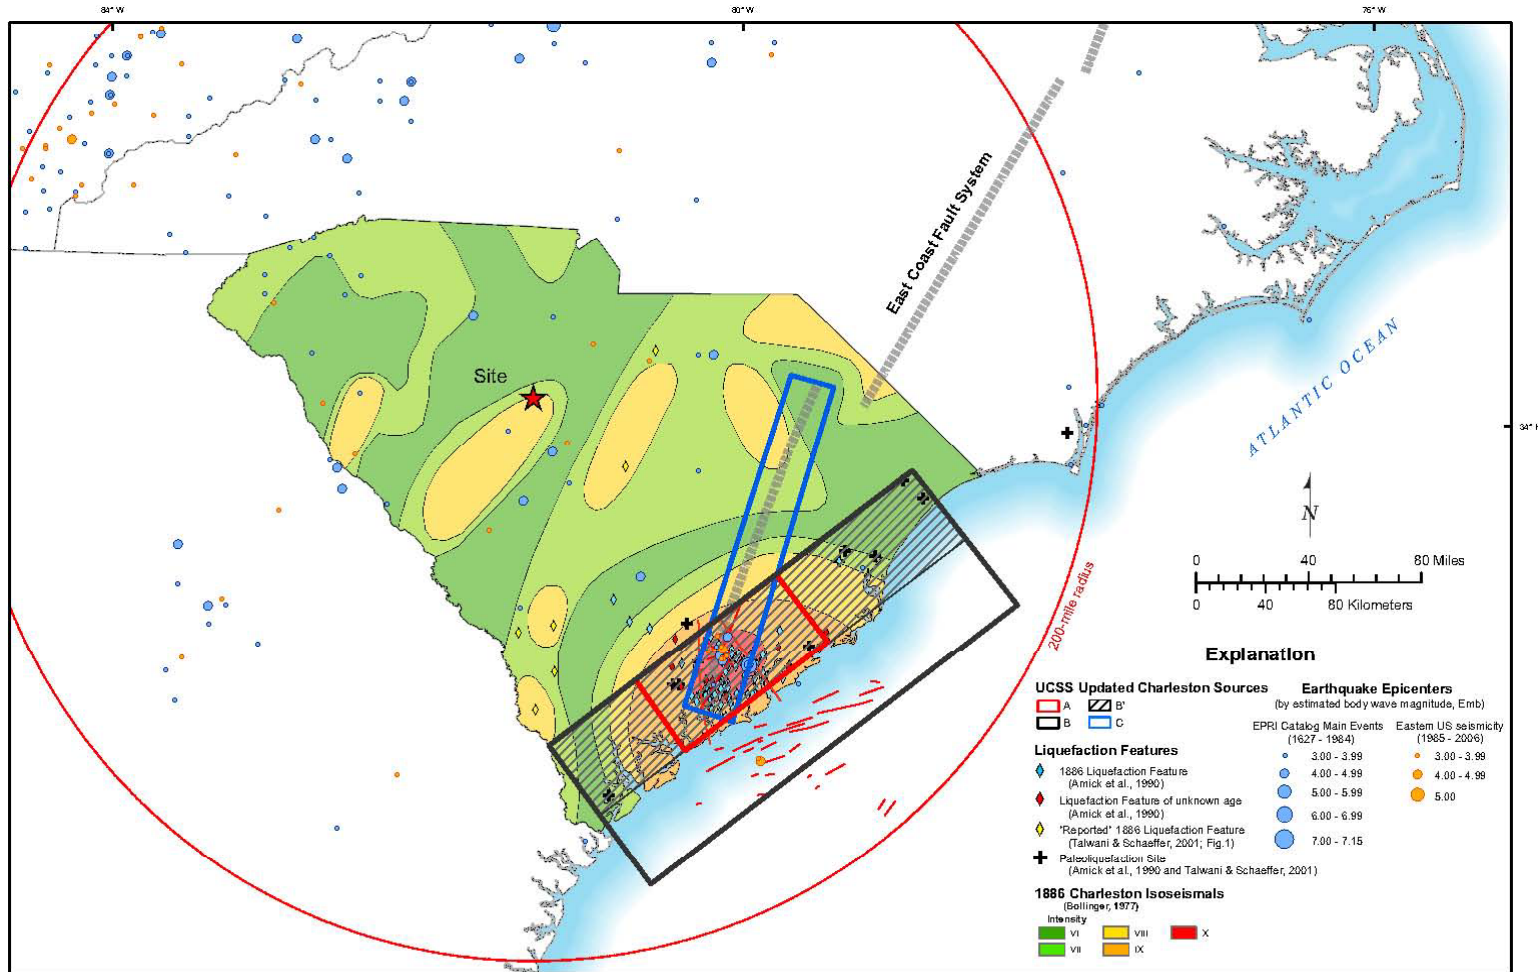 84° W
80° W
76° W
East Coast Fault System
Site
ATLANTIC OCEAN
34°
N
0 40 80 Miles
0 40 80 Kilometers
200-mile radius
Explanation
UCSS Updated Charleston Sources
A B'
B C
Liquefaction Features
1886 Liquefaction Feature
(Amick et al., 1990)
Liquefaction Feature of unknown age
(Amick et al., 1990)
"Reported" 1886 Liquefaction Feature
(Talwani & Schaeffer, 2001; Fig.1)
Paleoliquefaction Site
(Amick et al., 1990 and Talwani & Schaeffer, 2001)
1886 Charleston Isoseismals
(Bollinger, 1977)
Intensity
VI VIII X
VII IX
Earthquake Epicenters
(by estimated body wave magnitude, Emb)
EPRI Catalog Main Events
(1627 - 1984)
3.00 - 3.99
4.00 - 4.99
5.00 - 5.99
6.00 - 6.99
7.00 - 7.15
Eastern US seismicity
(1985 - 2006)
3.00 - 3.99
4.00 - 4.99
5.00